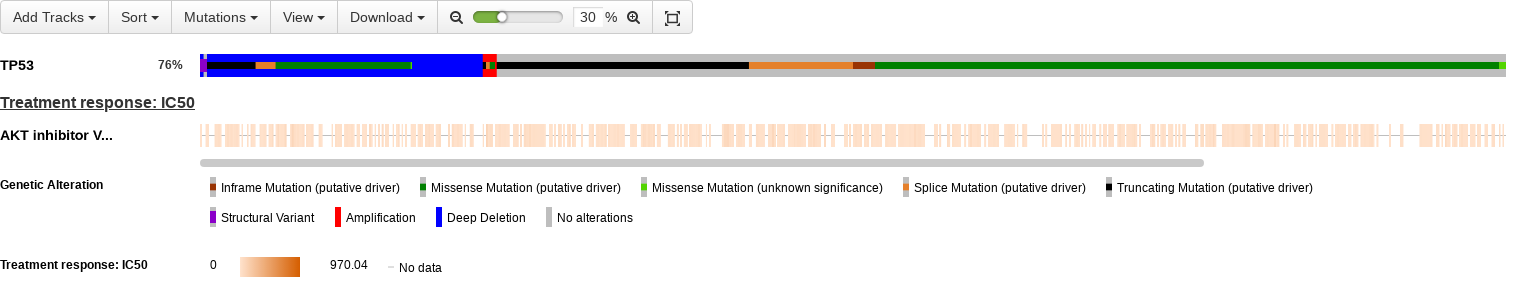 Add Tracks Sort Mutations View Download 30 %
TP53 76%
Treatment response: IC50
AKT inhibitor V...
Genetic Alteration Inframe Mutation (putative driver) Missense Mutation (putative driver) Missense Mutation (unknown significance) Splice Mutation (putative driver) Truncating Mutation (putative driver)
Structural Variant Amplification Deep Deletion No alterations
Treatment response: IC50 0 970.04 No data